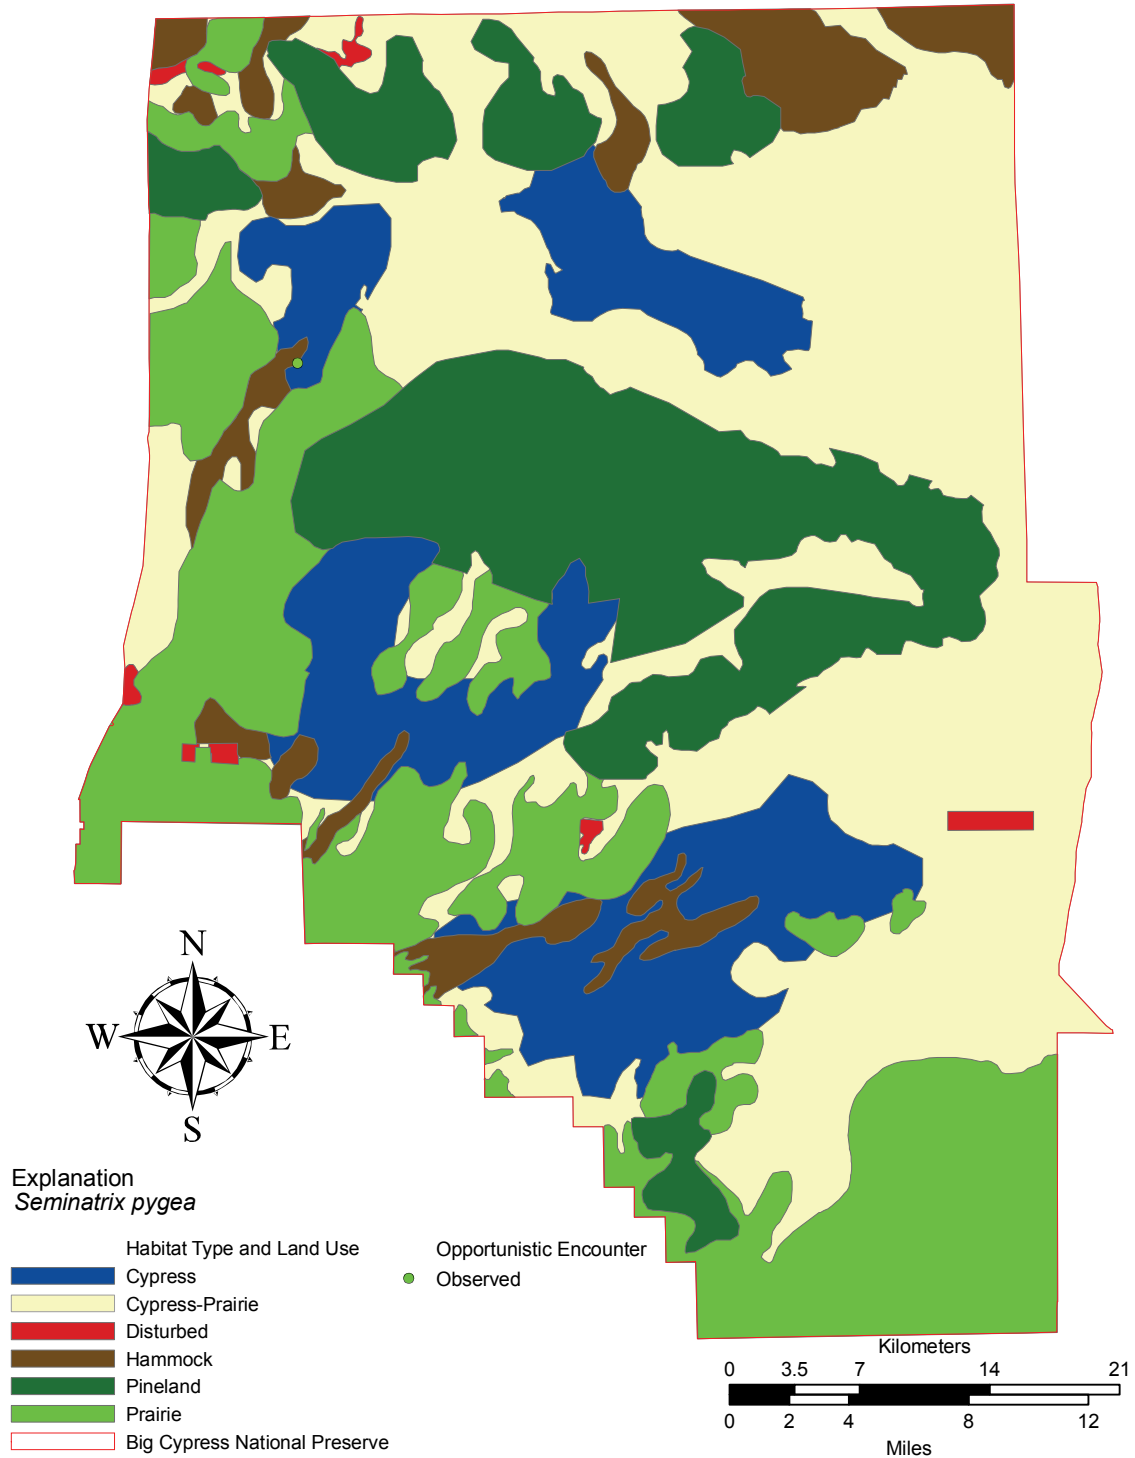 N
W
E
S
Explanation
Seminatrix pygea
Habitat Type and Land Use
Cypress
Cypress-Prairie
Disturbed
Hammock
Pineland
Prairie
Big Cypress National Preserve
Opportunistic Encounter
Observed
Kilometers
0 3.5 7 14 21
0 2 4 8 12
Miles